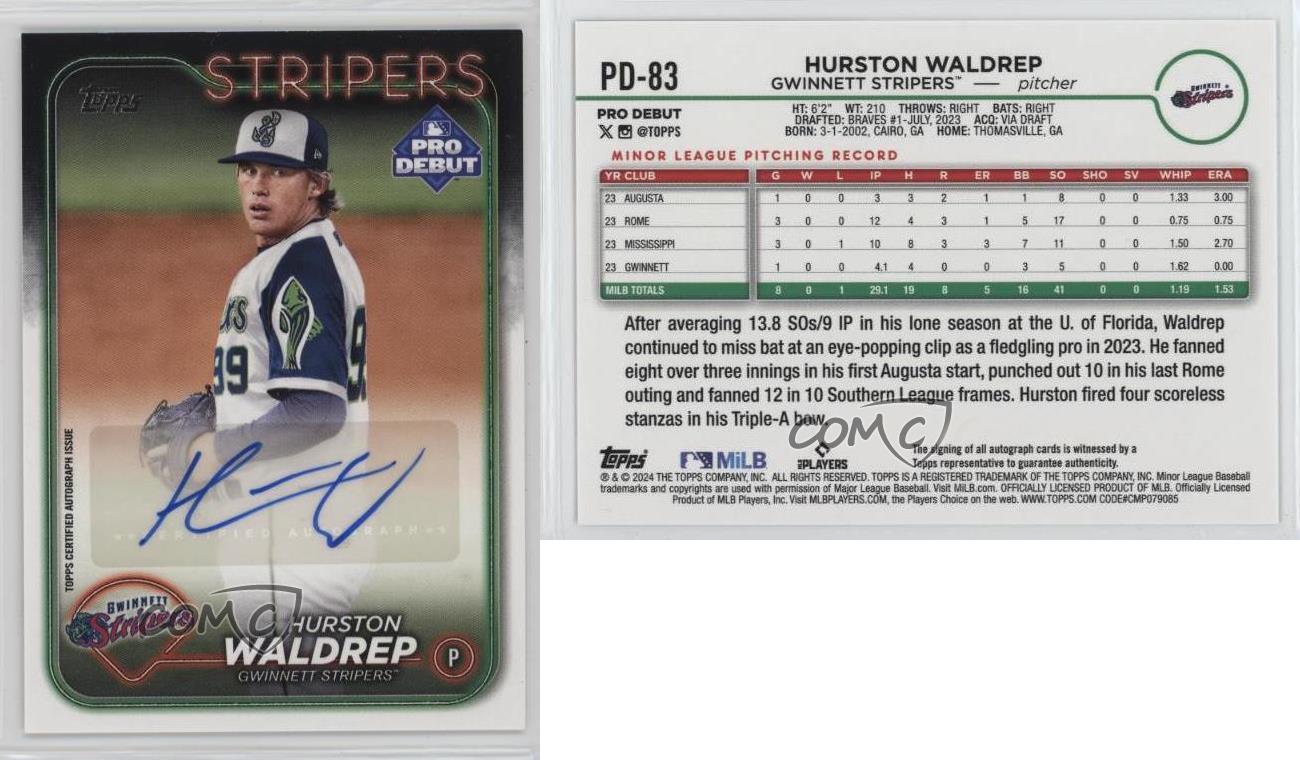 STRIPERS
Topps
PRO
DEBUT
99
TOPPS CERTIFIED AUTOGRAPH ISSUE
CERTIFIED AUTOGRAPH
GWINNETT
Stripers
COMC
HURSTON
WALDREP
P
GWINNETT STRIPERS™
PD-83
HURSTON WALDREP
GWINNETT STRIPERS™ — pitcher
GWINNETT
Stripers
PRO DEBUT
@TOPPS
HT: 6'2" WT: 210 THROWS: RIGHT BATS: RIGHT
DRAFTED: BRAVES #1-JULY, 2023 ACQ: VIA DRAFT
BORN: 3-1-2002, CAIRO, GA HOME: THOMASVILLE, GA
MINOR LEAGUE PITCHING RECORD
YR CLUB G W L IP H R ER BB SO SHO SV WHIP ERA
23 AUGUSTA 1 0 0 3 3 2 1 1 8 0 0 1.33 3.00
23 ROME 3 0 0 12 4 3 1 5 17 0 0 0.75 0.75
23 MISSISSIPPI 3 0 1 10 8 3 3 7 11 0 0 1.50 2.70
23 GWINNETT 1 0 0 4.1 4 0 0 3 5 0 0 1.62 0.00
MILB TOTALS 8 0 1 29.1 19 8 5 16 41 0 0 1.19 1.53
After averaging 13.8 SOs/9 IP in his lone season at the U. of Florida, Waldrep
continued to miss bat at an eye-popping clip as a fledgling pro in 2023. He fanned
eight over three innings in his first Augusta start, punched out 10 in his last Rome
outing and fanned 12 in 10 Southern League frames. Hurston fired four scoreless
stanzas in his Triple-A bow.
COMC
Topps MiLB PLAYERS
The signing of all autograph cards is witnessed by a
Topps representative to guarantee authenticity.
® & © 2024 THE TOPPS COMPANY, INC. ALL RIGHTS RESERVED. TOPPS IS A REGISTERED TRADEMARK OF THE TOPPS COMPANY, INC. Minor League Baseball
trademarks and copyrights are used with permission of Major League Baseball. Visit MiLB.com. OFFICIALLY LICENSED PRODUCT OF MLB. Officially Licensed
Product of MLB Players, Inc. Visit MLBPLAYERS.COM, the Players Choice on the web. WWW.TOPPS.COM CODE#CMP079085